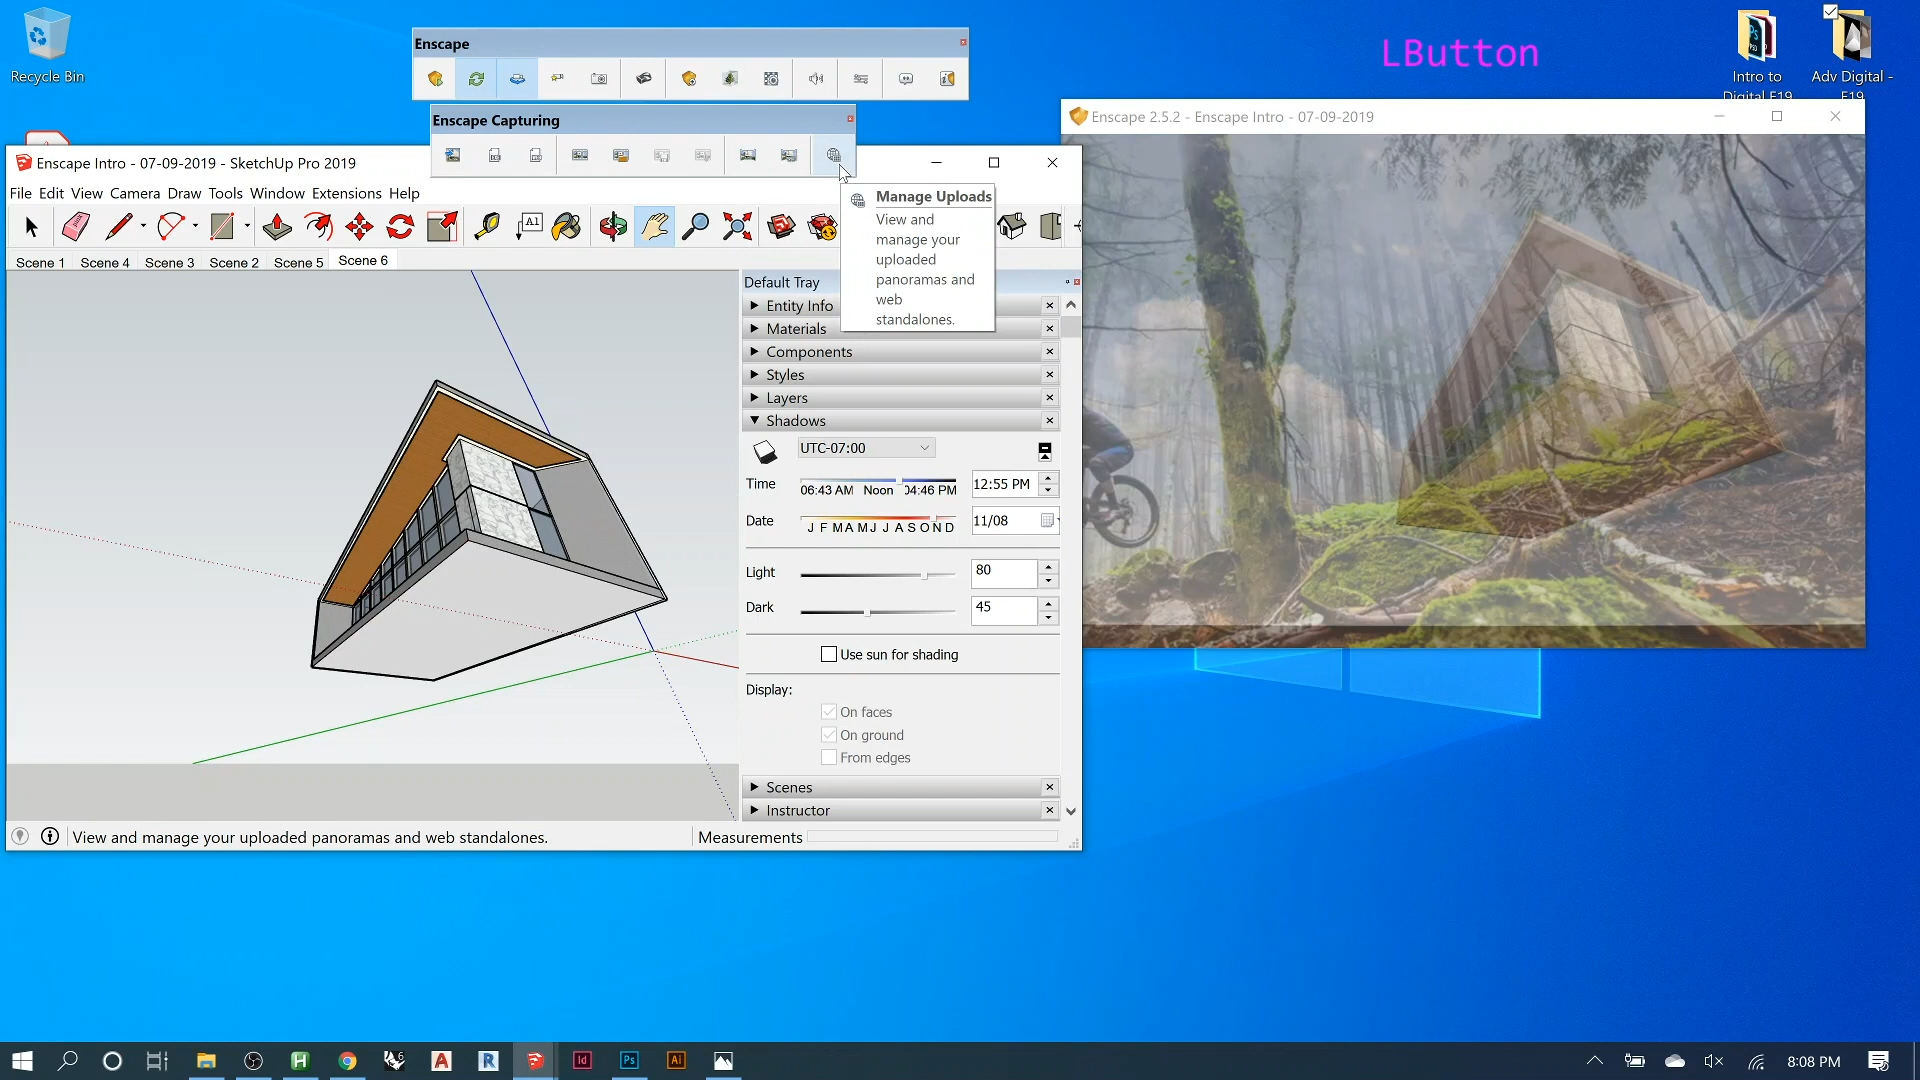 Recycle Bin
Enscape
LButton
Intro to
Digital F19
Adv Digital -
F19
Enscape Capturing
Enscape 2.5.2 - Enscape Intro - 07-09-2019
Enscape Intro - 07-09-2019 - SketchUp Pro 2019
File Edit View Camera Draw Tools Window Extensions Help
Manage Uploads
View and
manage your
uploaded
panoramas and
web
standalones.
A1
Scene 1 Scene 4 Scene 3 Scene 2 Scene 5 Scene 6
Default Tray
Entity Info
Materials
Components
Styles
Layers
Shadows
UTC-07:00
Time 06:43 AM Noon 04:46 PM 12:55 PM
Date J F M A M J J A S O N D 11/08
Light 80
Dark 45
Use sun for shading
Display:
On faces
On ground
From edges
Scenes
Instructor
View and manage your uploaded panoramas and web standalones.
Measurements
H 6 A R Id Ps Ai
8:08 PM